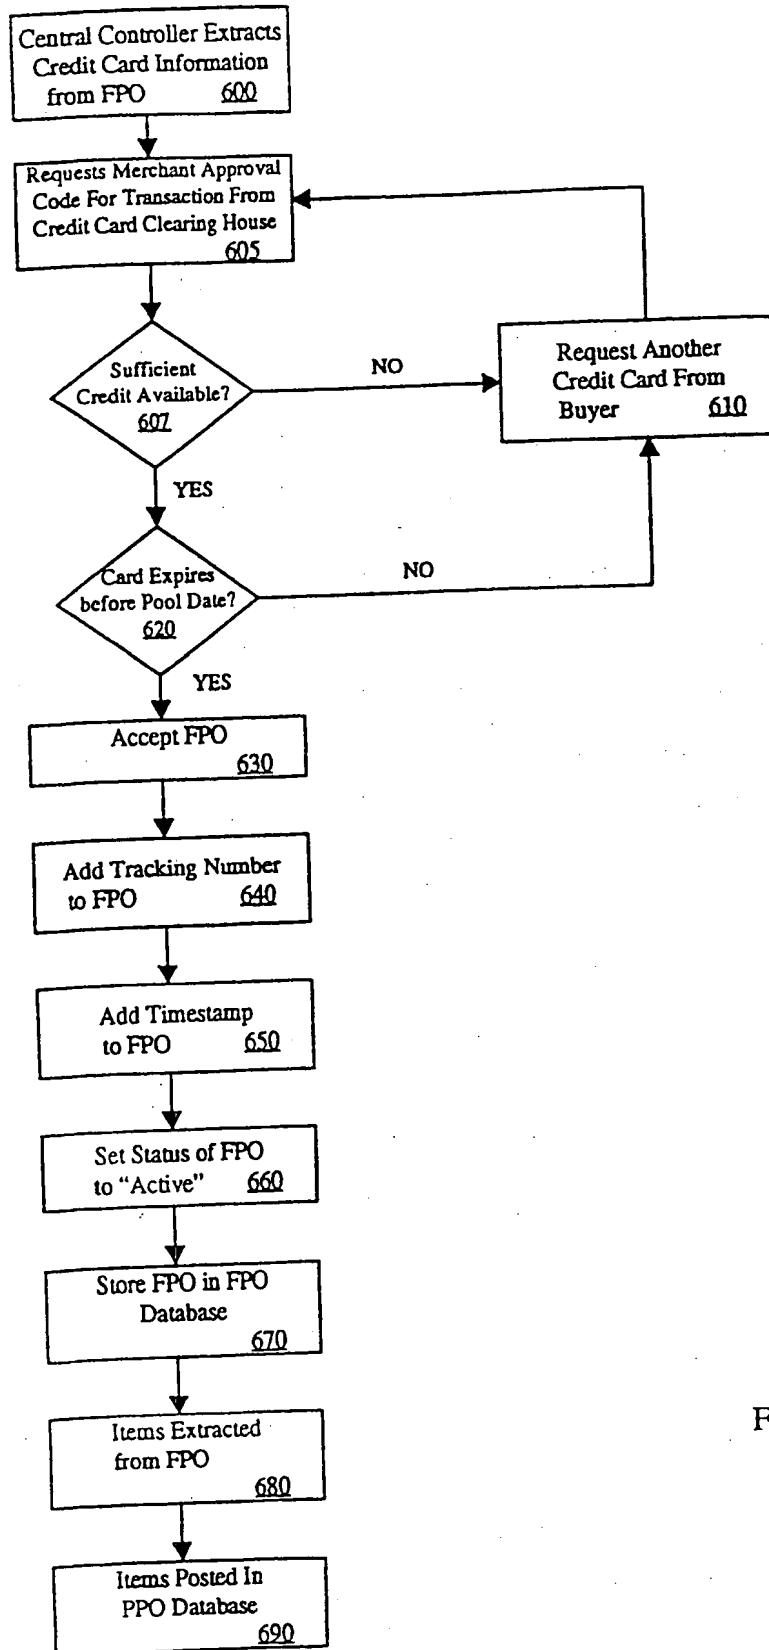 Central Controller Extracts
Credit Card Information
from FPO 600
Requests Merchant Approval
Code For Transaction From
Credit Card Clearing House
605
Sufficient
Credit Available?
607
NO
Request Another
Credit Card From
Buyer 610
YES
Card Expires
before Pool Date?
620
NO
YES
Accept FPO
630
Add Tracking Number
to FPO 640
Add Timestamp
to FPO 650
Set Status of FPO
to "Active" 660
Store FPO in FPO
Database
670
Items Extracted
from FPO
680
F
Items Posted In
PPO Database
690